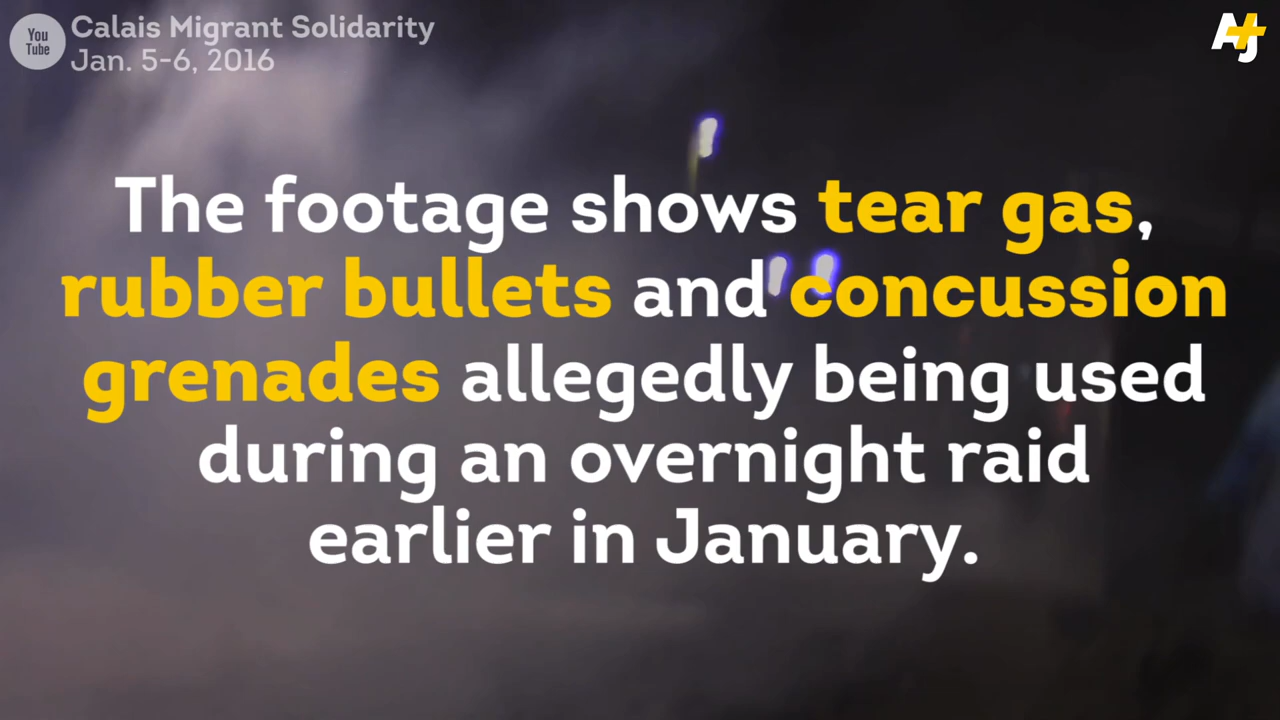 You
Tube
Calais Migrant Solidarity
Jan. 5-6, 2016
AJ+
The footage shows tear gas,
rubber bullets and concussion
grenades allegedly being used
during an overnight raid
earlier in January.